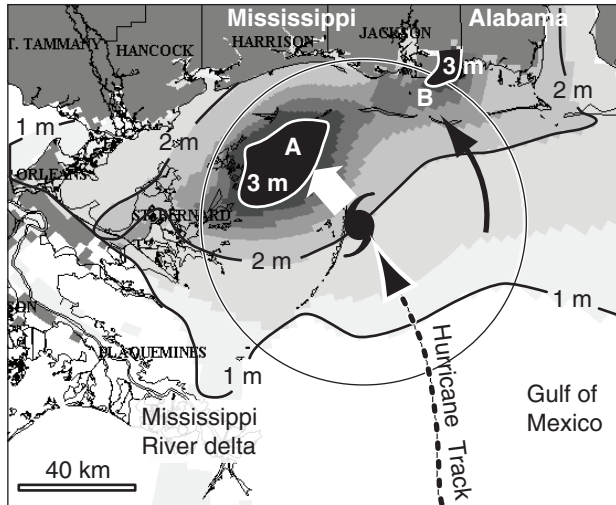 Mississippi
Alabama
T. TAMMANY
HANCOCK
HARRISON
JACKSON
3 m
B
2 m
1 m
2 m
A
3 m
ORLEANS
ST. BERNARD
2 m
1 m
PLAQUEMINES
1 m
Hurricane Track
Gulf of
Mexico
Mississippi
River delta
40 km